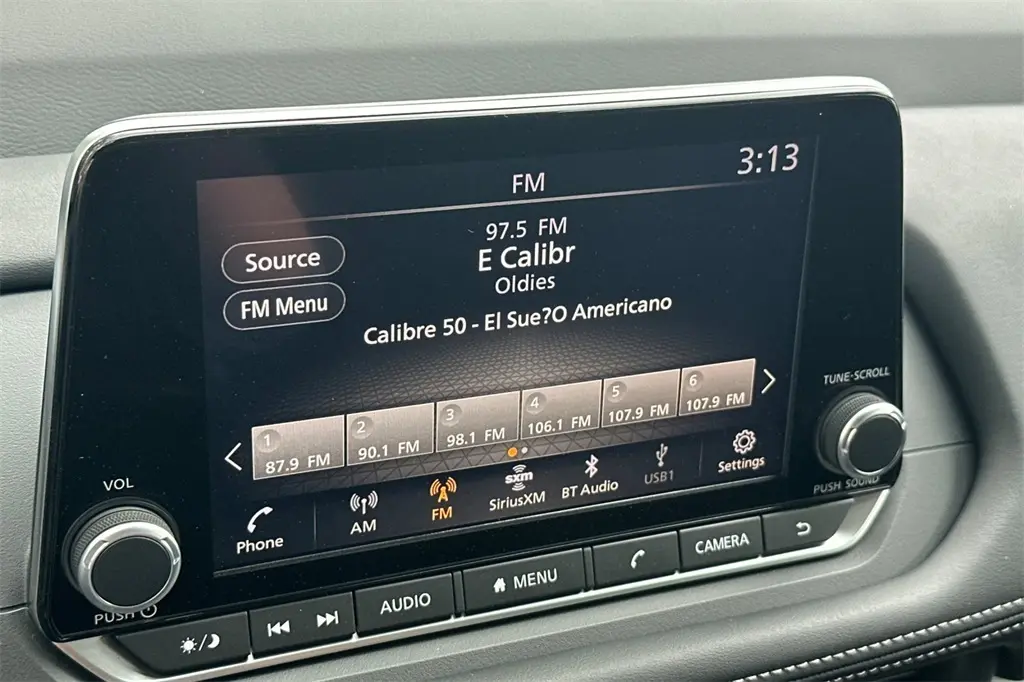 3:13
FM
97.5 FM
E Calibr
Oldies
Calibre 50 - El Sue?O Americano
Source
FM Menu
1
87.9 FM
2
90.1 FM
3
98.1 FM
4
106.1 FM
5
107.9 FM
6
107.9 FM
Phone
AM
FM
sxm
SiriusXM
BT Audio
USB1
Settings
TUNE·SCROLL
PUSH SOUND
VOL
PUSH
AUDIO
MENU
CAMERA